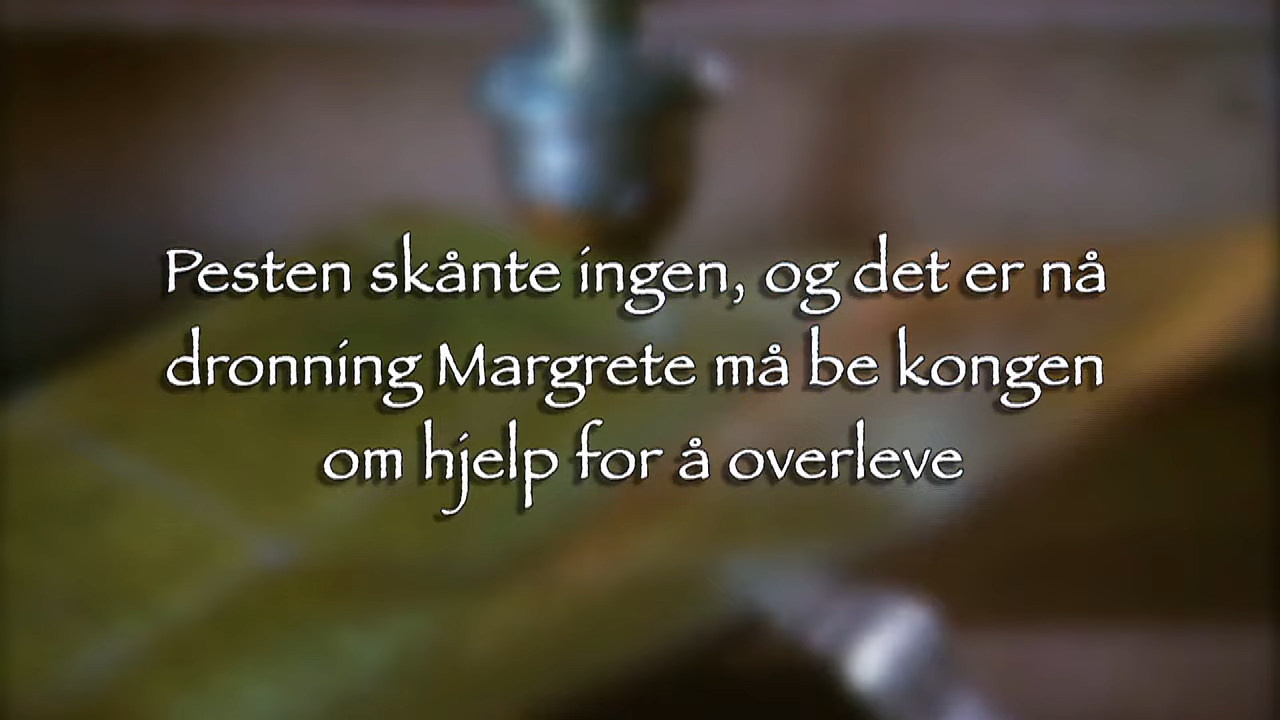 Pesten skånte ingen, og det er nå
dronning Margrete må be kongen
om hjelp for å overleve